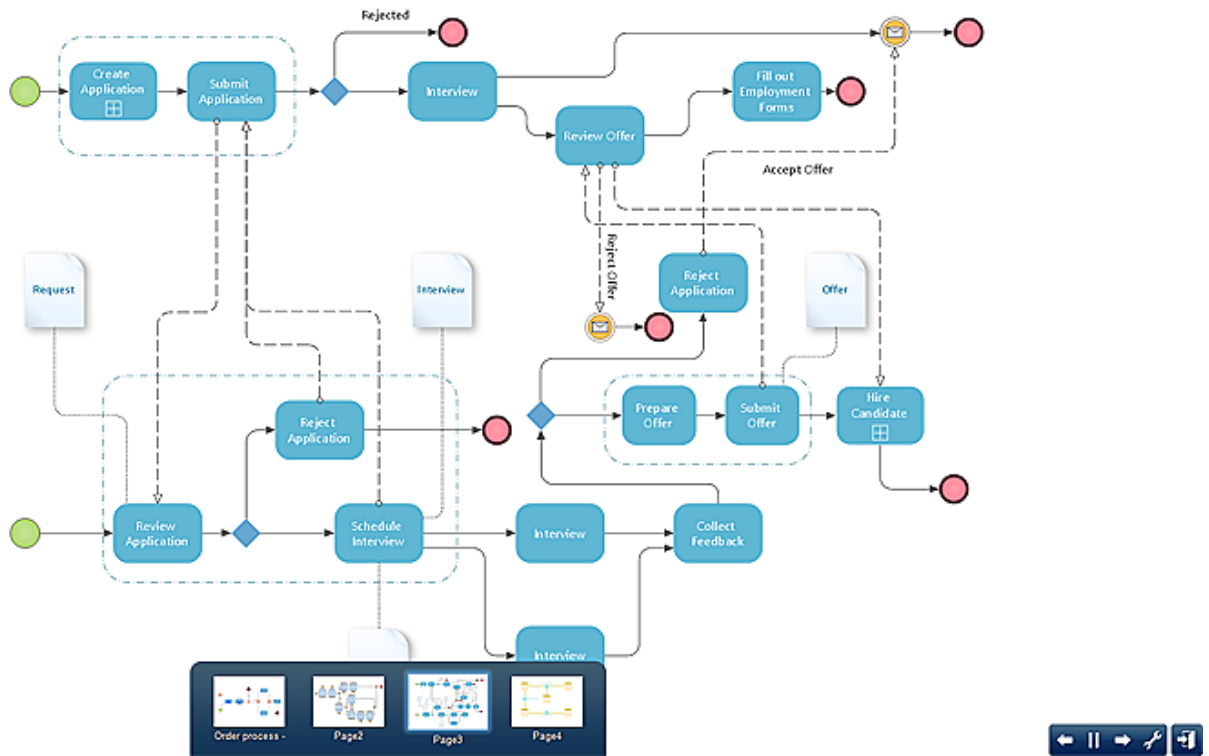 Rejected
Create
Application
Submit
Application
Interview
Fill out
Employment
Forms
Review Offer
Accept Offer
Reject Offer
Request
Interview
Reject
Application
Offer
Reject
Application
Prepare
Offer
Submit
Offer
Hire
Candidate
Review
Application
Schedule
Interview
Interview
Collect
Feedback
Interview
Order process -
Page2
Page3
Page4